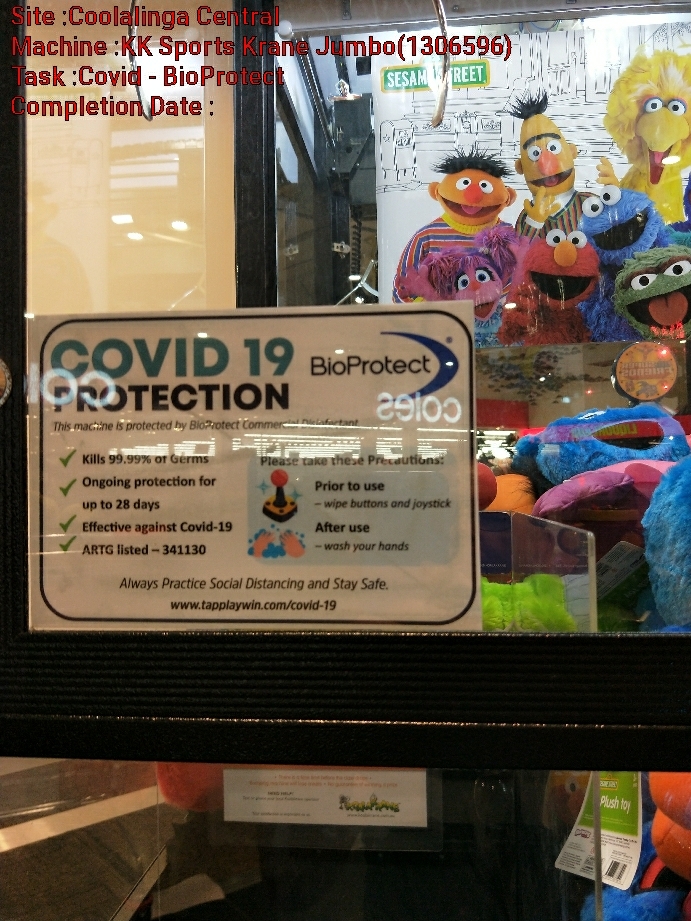 Site :Coolalinga Central
Machine :KK Sports Krane Jumbo(1306596)
Task :Covid - BioProtect
Completion Date :
SESAME STREET
COVID 19
PROTECTION
BioProtect
coles
This machine is protected by BioProtect Commercial Disinfectant
Kills 99.99% of Germs
Ongoing protection for
up to 28 days
Effective against Covid-19
ARTG listed – 341130
Please take these Precautions:
Prior to use
– wipe buttons and joystick
After use
– wash your hands
Always Practice Social Distancing and Stay Safe.
www.tapplaywin.com/covid-19
Plush toy